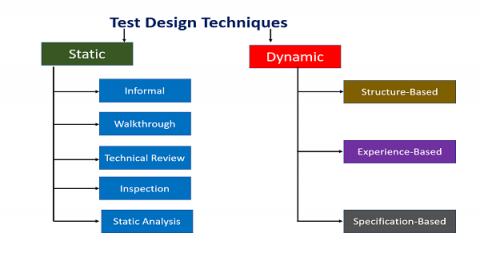 Test Design Techniques
Static
Informal
Walkthrough
Technical Review
Inspection
Static Analysis
Dynamic
Structure-Based
Experience-Based
Specification-Based